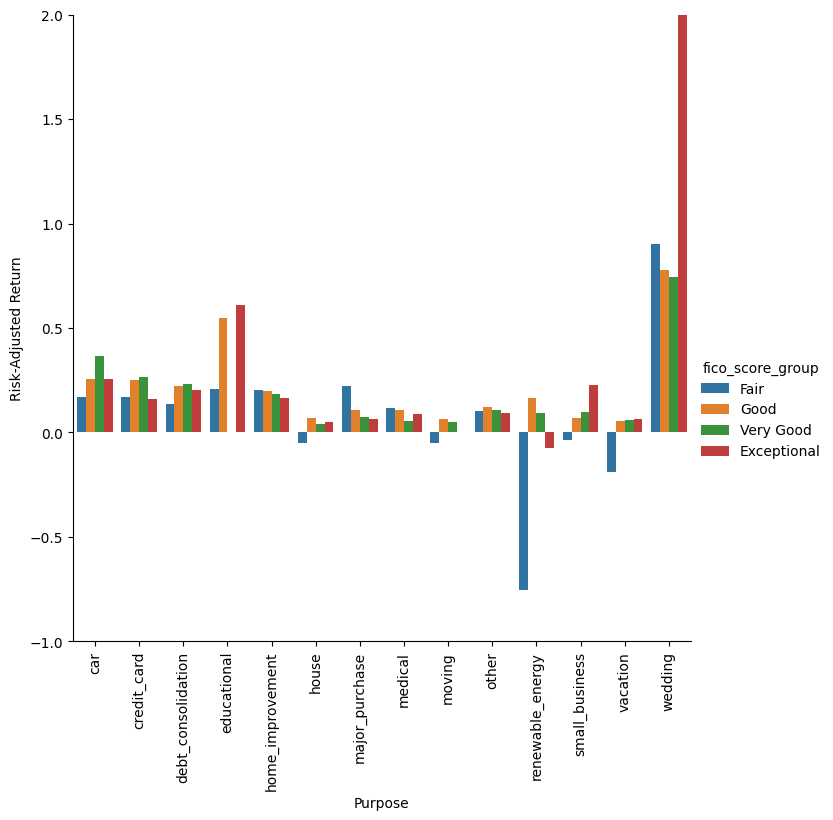 2.0
1.5
1.0
0.5
0.0
−0.5
−1.0
Risk-Adjusted Return
car
credit_card
debt_consolidation
educational
home_improvement
house
major_purchase
medical
moving
other
renewable_energy
small_business
vacation
wedding
Purpose
fico_score_group
Fair
Good
Very Good
Exceptional